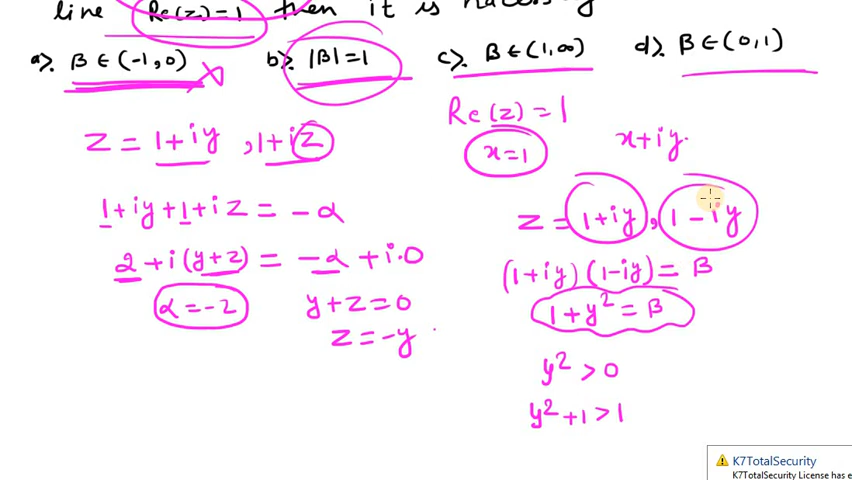 line Re(z)=1 then it is necessary
a). β ∈ (-1,0) b). |β|=1 c). β ∈ (1,∞) d). β ∈ (0,1)
Re(z)=1
z = 1+iy , 1+iz
x=1
x+iy.
1+iy+1+iz = -α
z = 1+iy , 1-iy
2+i(y+z) = -α+i.0
(1+iy)(1-iy) = β
α=-2
y+z=0
1+y² = β
z=-y
y² > 0
y²+1 > 1
K7TotalSecurity
K7TotalSecurity License has e